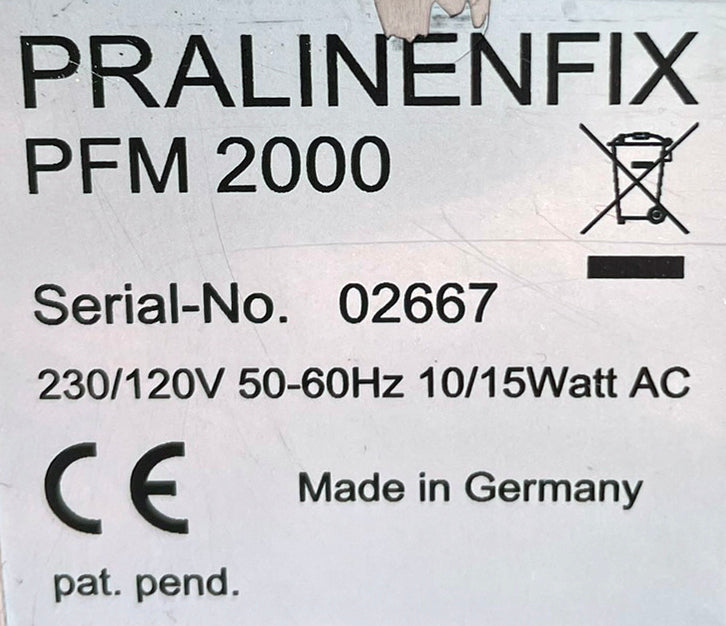 PRALINENFIX
PFM 2000
Serial-No. 02667
230/120V 50-60Hz 10/15Watt AC
CE
Made in Germany
pat. pend.